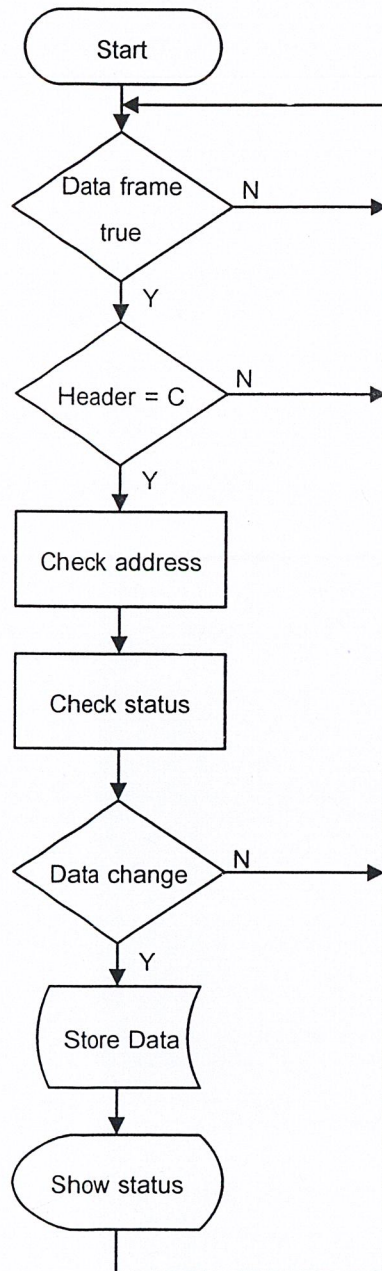 Start
Data frame
true
N
Y
Header = C
N
Y
Check address
Check status
Data change
N
Y
Store Data
Show status